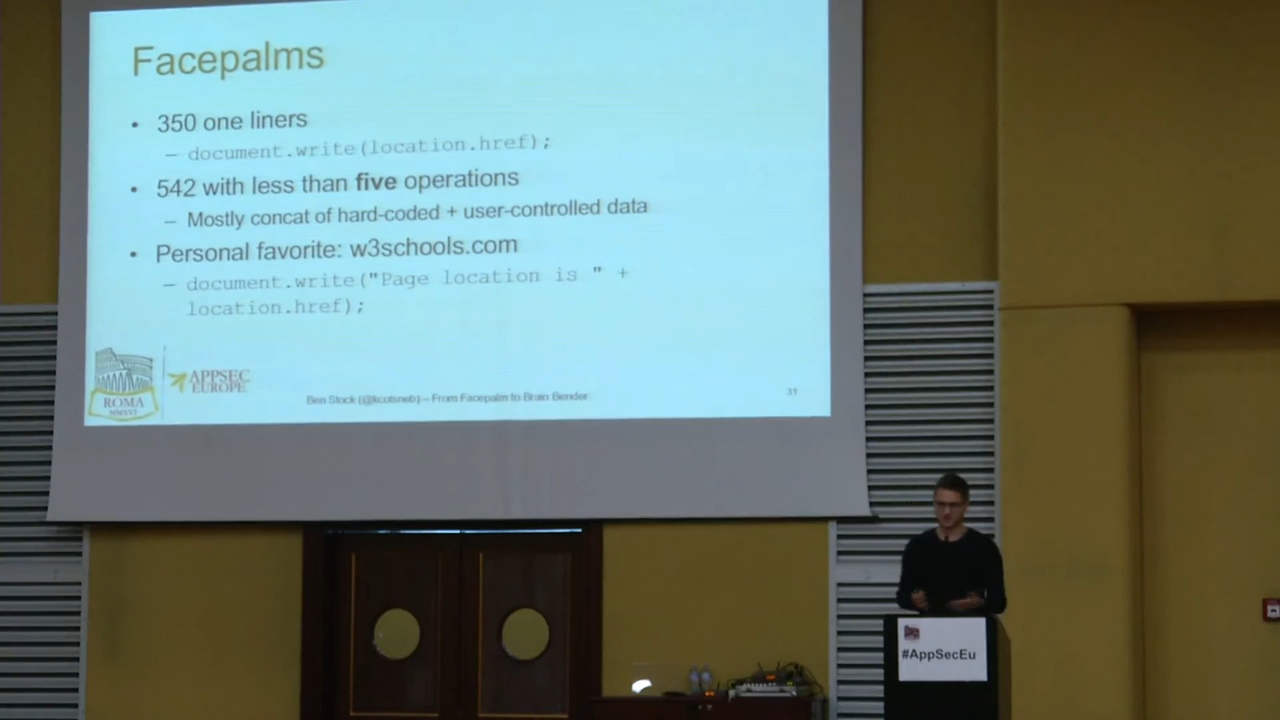 Facepalms
• 350 one liners
– document.write(location.href);
• 542 with less than five operations
– Mostly concat of hard-coded + user-controlled data
• Personal favorite: w3schools.com
– document.write("Page location is " +
location.href);
ROMA
MMXVI
APPSEC
EUROPE
Ben Stock (@kcotsneb) – From Facepalm to Brain Bender
31
#AppSecEu